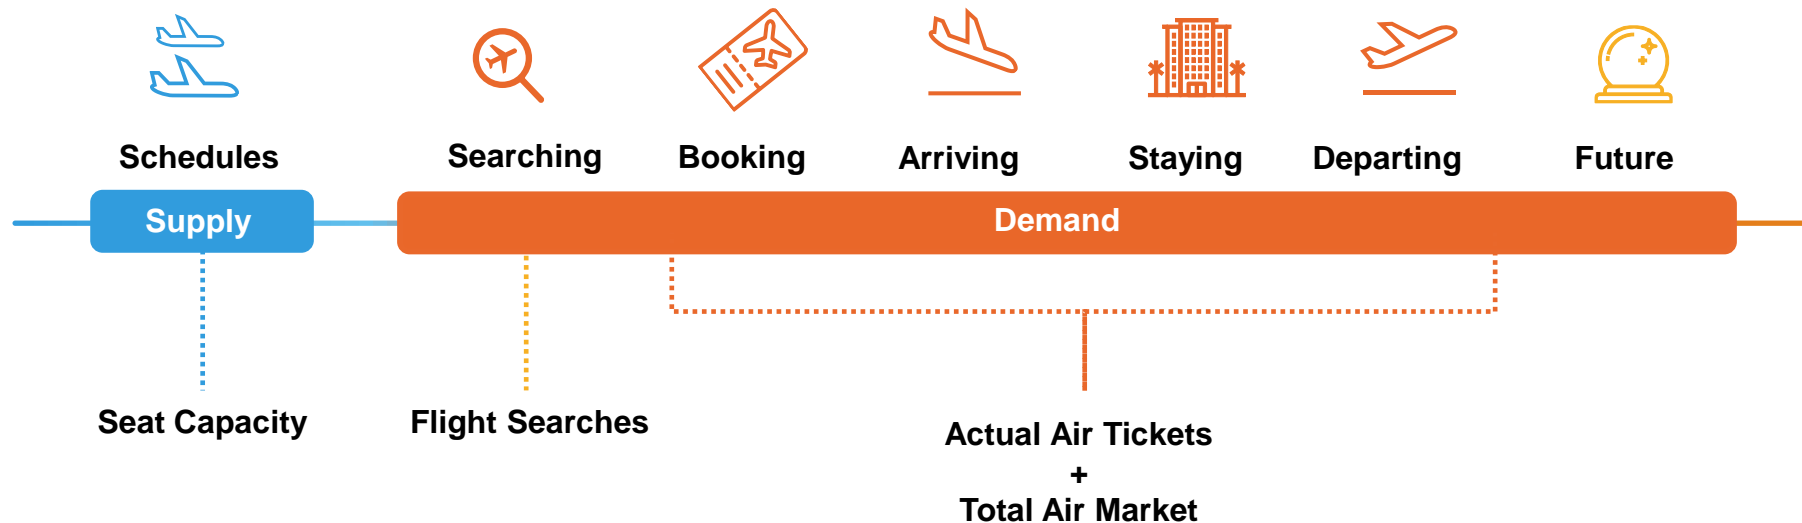 Schedules
Searching
Booking
Arriving
Staying
Departing
Future
Supply
Demand
Seat Capacity
Flight Searches
Actual Air Tickets
+
Total Air Market